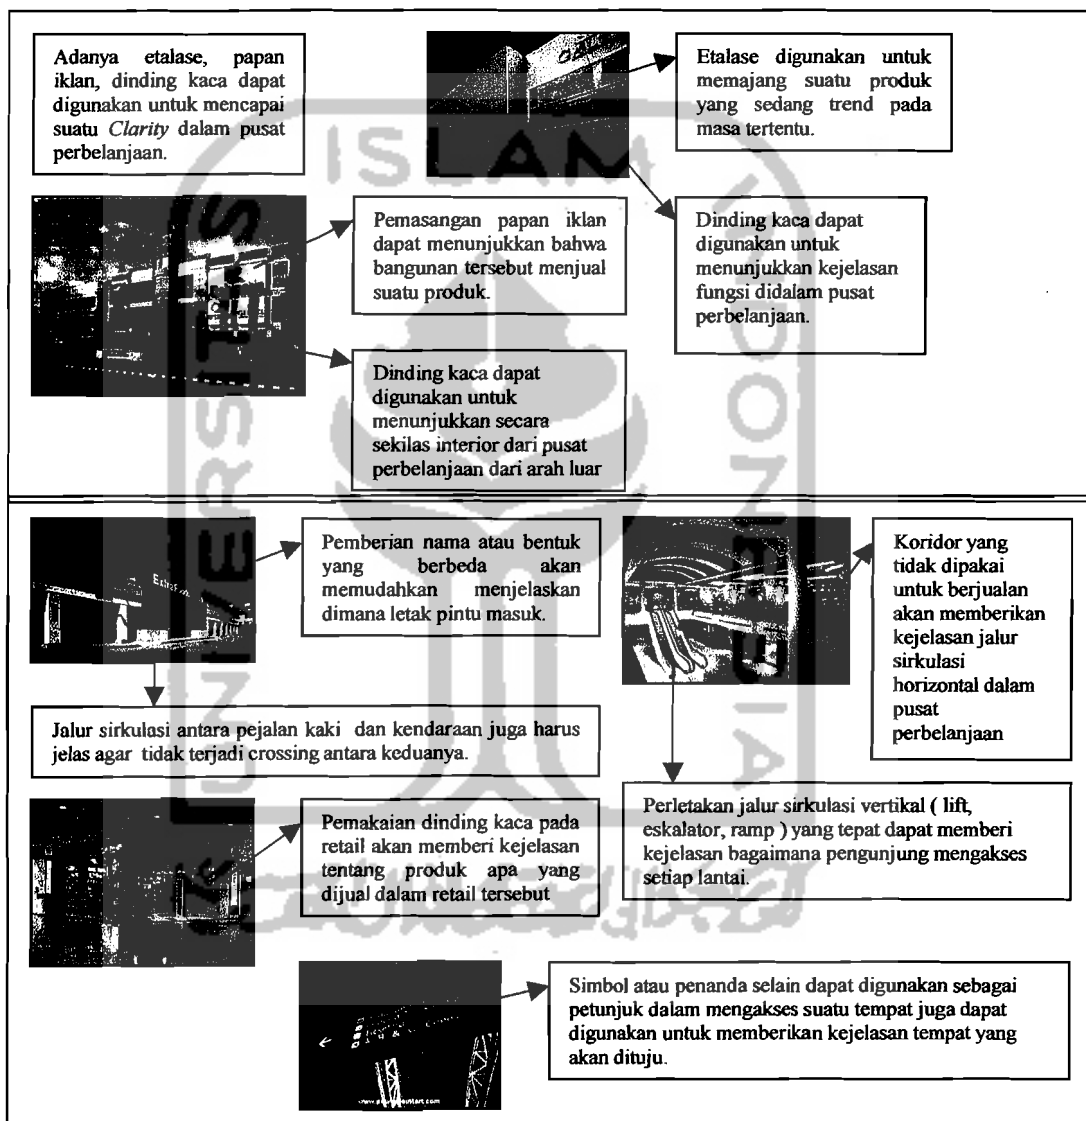 Adanya etalase, papan
iklan, dinding kaca dapat
digunakan untuk mencapai
suatu Clarity dalam pusat
perbelanjaan.
Etalase digunakan untuk
memajang suatu produk
yang sedang trend pada
masa tertentu.
Pemasangan papan iklan
dapat menunjukkan bahwa
bangunan tersebut menjual
suatu produk.
Dinding kaca dapat
digunakan untuk
menunjukkan kejelasan
fungsi didalam pusat
perbelanjaan.
Dinding kaca dapat
digunakan untuk
menunjukkan secara
sekilas interior dari pusat
perbelanjaan dari arah luar
Pemberian nama atau bentuk
yang berbeda akan
memudahkan menjelaskan
dimana letak pintu masuk.
Koridor yang
tidak dipakai
untuk berjualan
akan memberikan
kejelasan jalur
sirkulasi
horizontal dalam
pusat
perbelanjaan
Jalur sirkulasi antara pejalan kaki dan kendaraan juga harus
jelas agar tidak terjadi crossing antara keduanya.
Perletakan jalur sirkulasi vertikal ( lift,
eskalator, ramp ) yang tepat dapat memberi
kejelasan bagaimana pengunjung mengakses
setiap lantai.
Pemakaian dinding kaca pada
retail akan memberi kejelasan
tentang produk apa yang
dijual dalam retail tersebut
Simbol atau penanda selain dapat digunakan sebagai
petunjuk dalam mengakses suatu tempat juga dapat
digunakan untuk memberikan kejelasan tempat yang
akan dituju.
UNIVERSITAS
ISLAM
INDONESIA